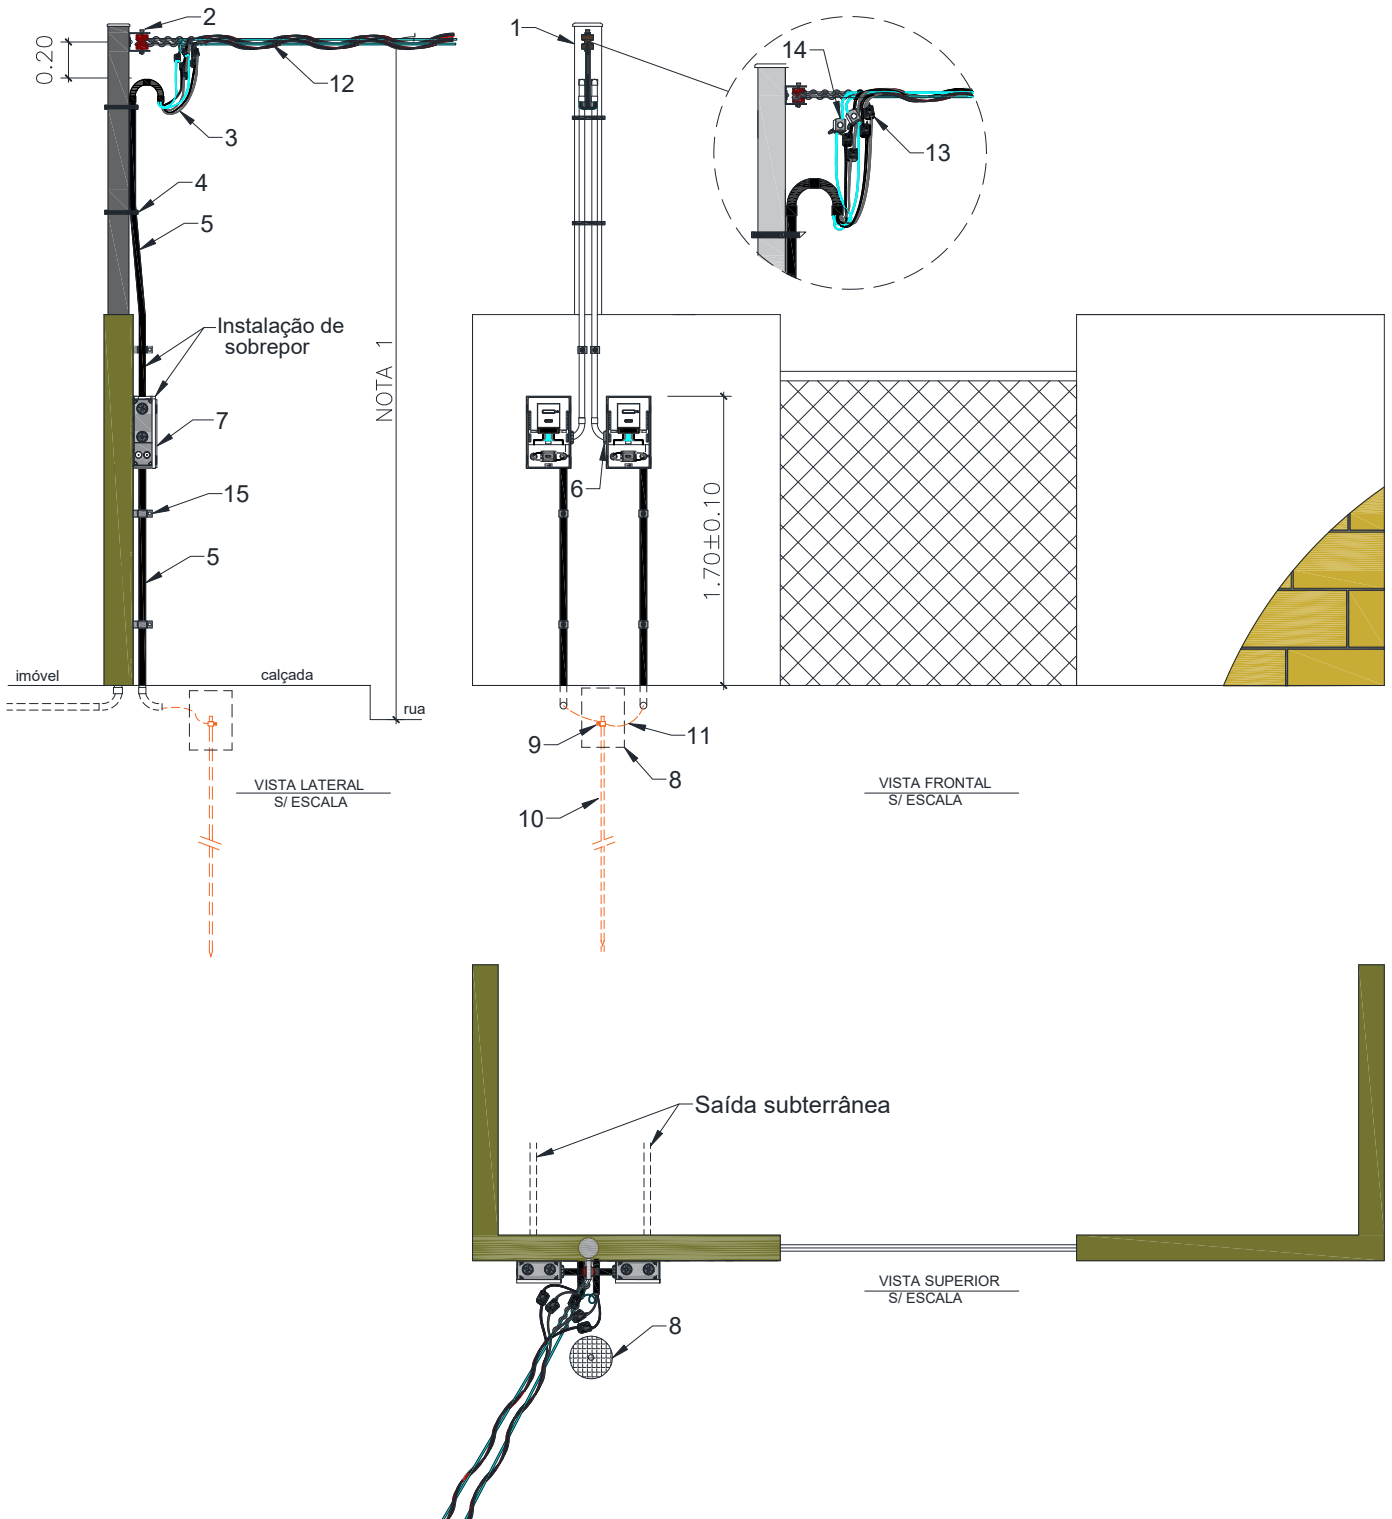 2
0.20
12
3
4
5
Instalação de
sobrepor
7
15
5
NOTA 1
imóvel
calçada
rua
VISTA LATERAL
S/ ESCALA
1
14
13
6
1.70±0.10
9
11
8
10
VISTA FRONTAL
S/ ESCALA
Saída subterrânea
8
VISTA SUPERIOR
S/ ESCALA